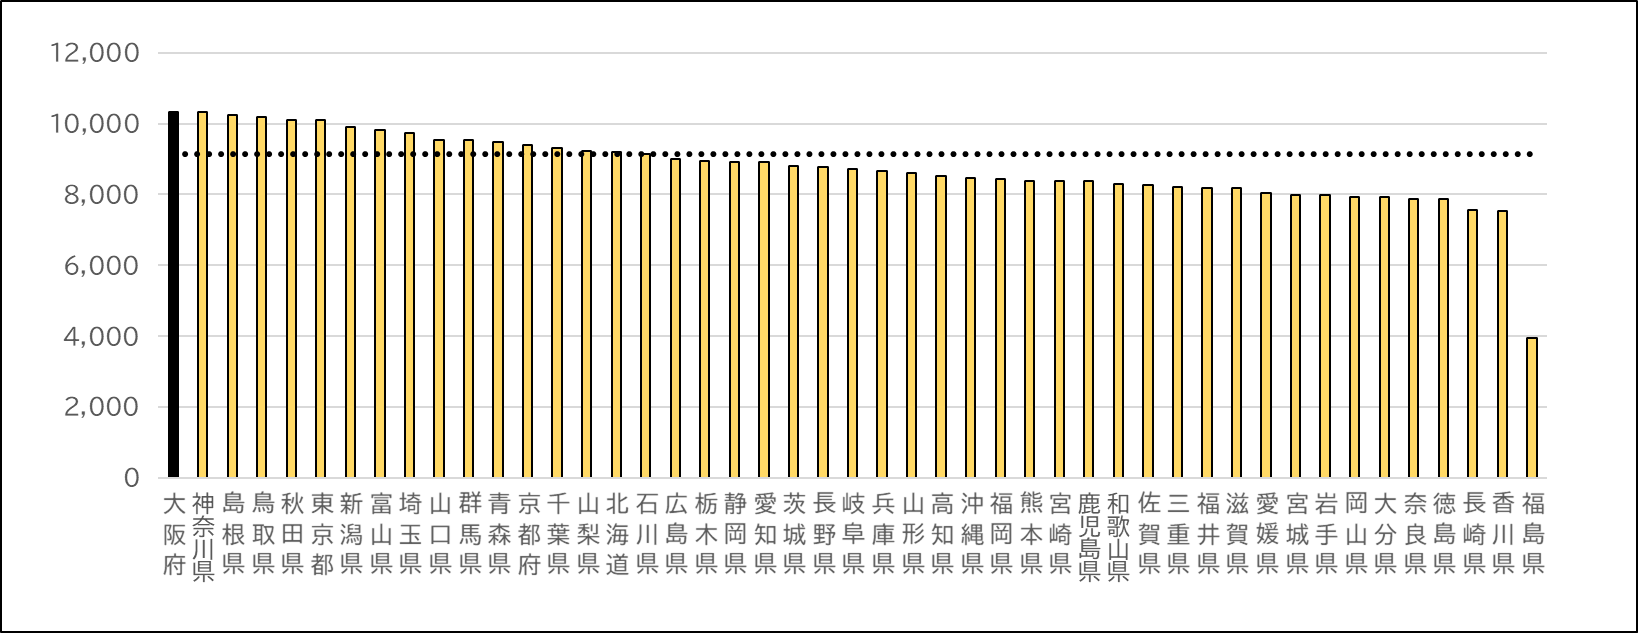 12,000
10,000
8,000
6,000
4,000
2,000
0
大阪府
神奈川県
島根県
鳥取県
秋田県
東京都
新潟県
富山県
埼玉県
山口県
群馬県
青森県
京都府
千葉県
山梨県
北海道
石川県
広島県
栃木県
静岡県
愛知県
茨城県
長野県
岐阜県
兵庫県
山形県
高知県
沖縄県
福岡県
熊本県
宮崎県
鹿児島県
和歌山県
佐賀県
三重県
福井県
滋賀県
愛媛県
宮城県
岩手県
岡山県
大分県
奈良県
徳島県
長崎県
香川県
福島県